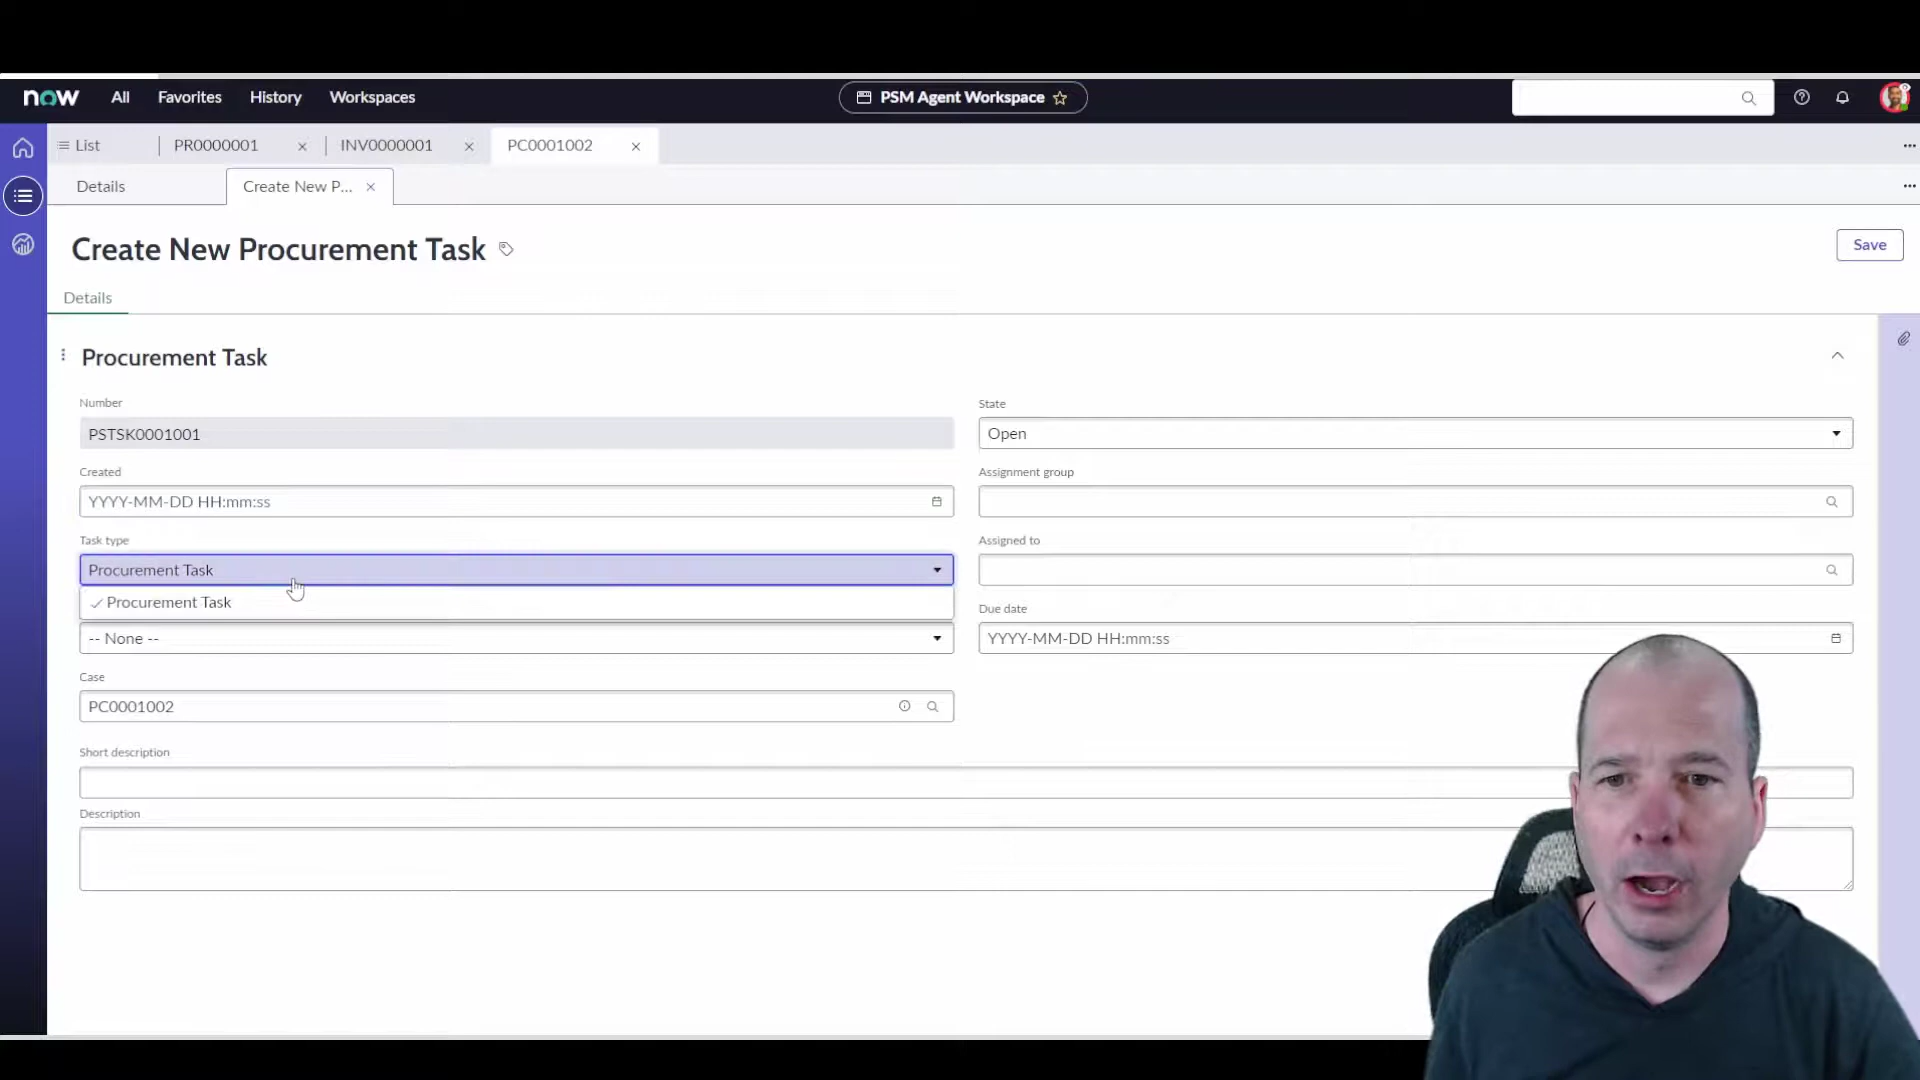 now All Favorites History Workspaces PSM Agent Workspace
List PR0000001 INV0000001 PC0001002
Details Create New P...
Create New Procurement Task
Save
Details
Procurement Task
Number
PSTSK0001001
State
Open
Created
YYYY-MM-DD HH:mm:ss
Assignment group
Task type
Procurement Task
Procurement Task
Assigned to
-- None --
Due date
YYYY-MM-DD HH:mm:ss
Case
PC0001002
Short description
Description